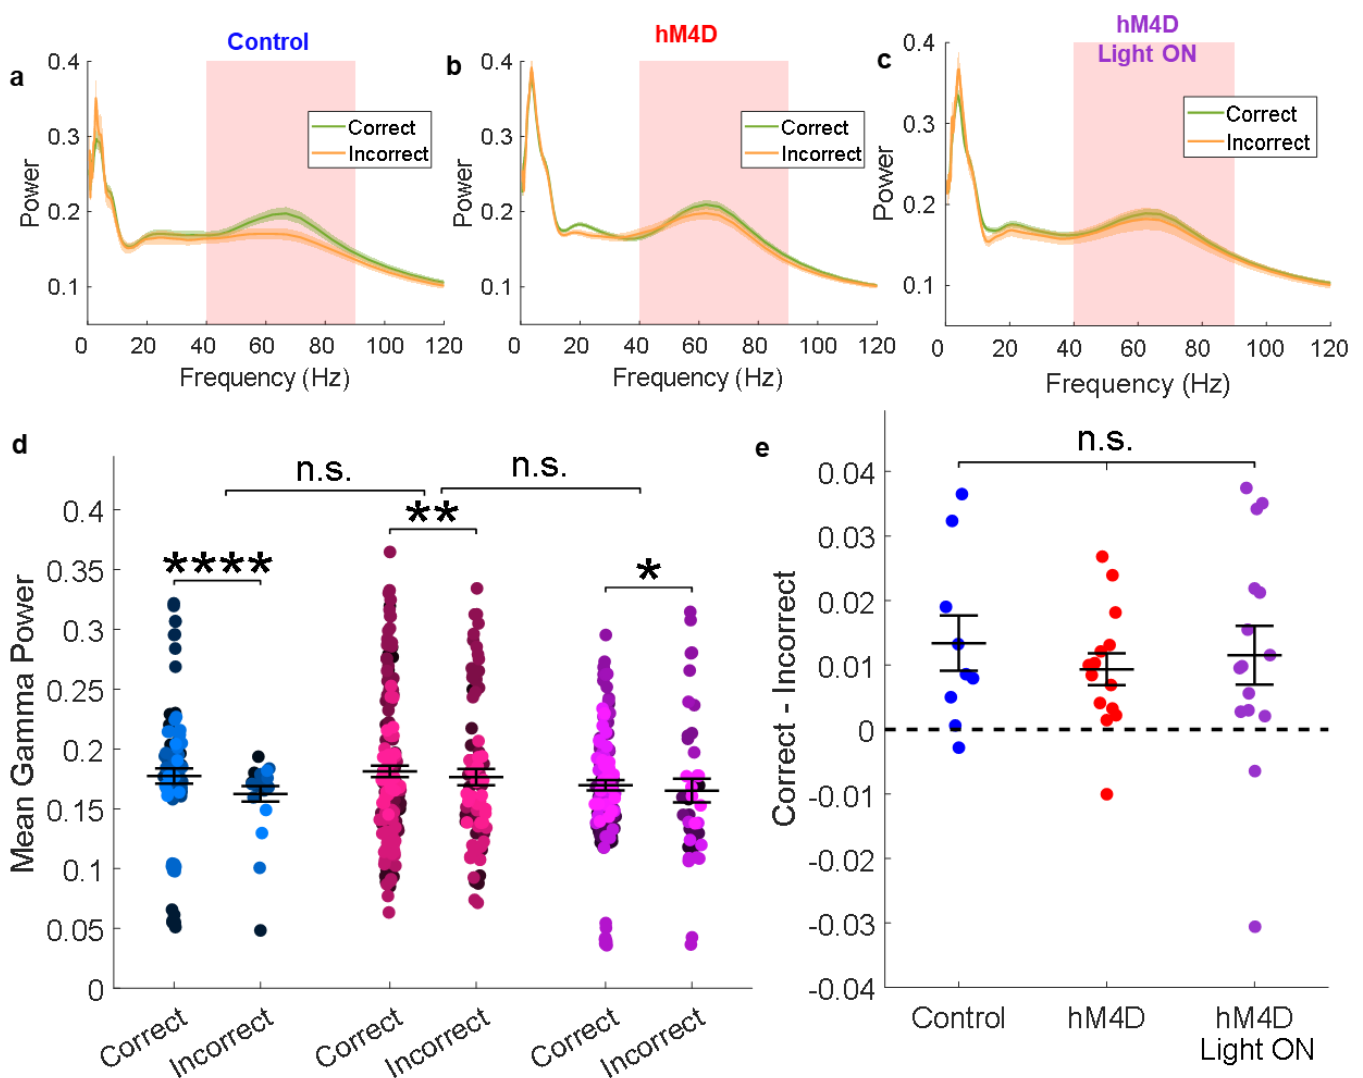 a
Control
0.4
0.3
0.2
0.1
Power
Correct
Incorrect
0 20 40 60 80 100 120
Frequency (Hz)
b
hM4D
0.4
0.3
0.2
0.1
Power
Correct
Incorrect
0 20 40 60 80 100 120
Frequency (Hz)
c
hM4D
Light ON
0.4
0.3
0.2
0.1
Power
Correct
Incorrect
0 20 40 60 80 100 120
Frequency (Hz)
d
n.s.
n.s.
****
**
*
0.4
0.35
0.3
0.25
0.2
0.15
0.1
0.05
0
Mean Gamma Power
Correct Incorrect Correct Incorrect Correct Incorrect
e
n.s.
0.04
0.03
0.02
0.01
0
-0.01
-0.02
-0.03
-0.04
Correct - Incorrect
Control hM4D hM4D
Light ON